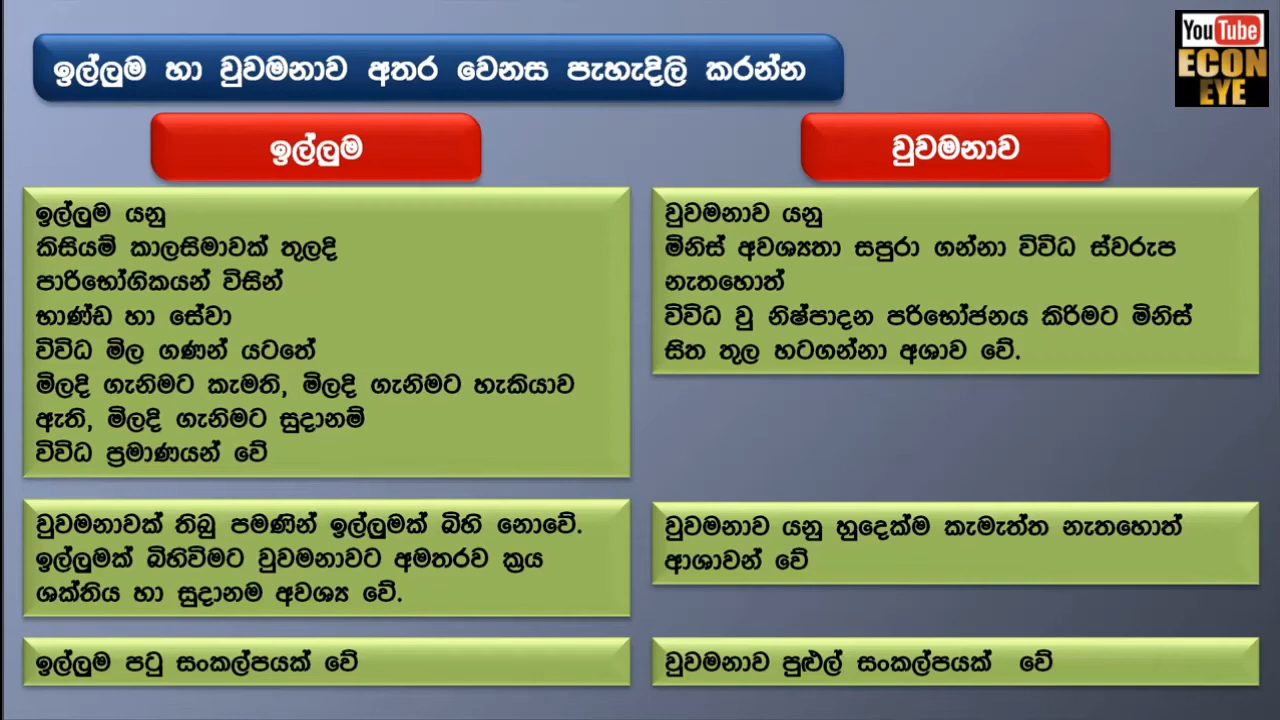 You Tube
ECON
EYE
ඉල්ලුම හා වුවමනාව අතර වෙනස පැහැදිලි කරන්න
ඉල්ලුම
වුවමනාව
ඉල්ලුම යනු
කිසියම් කාලසිමාවක් තුලදි
පාරිභෝගිකයන් විසින්
භාණ්ඩ හා සේවා
විවිධ මිල ගණන් යටතේ
මිලදි ගැනිමට කැමති, මිලදි ගැනිමට හැකියාව
ඇති, මිලදි ගැනිමට සුදානම්
විවිධ ප්‍රමාණයන් වේ
වුවමනාව යනු
මිනිස් අවශ්‍යතා සපුරා ගන්නා විවිධ ස්වරුප
නැතහොත්
විවිධ වු නිෂ්පාදන පරිභෝජනය කිරිමට මිනිස්
සිත තුල හටගන්නා අශාව වේ.
වුවමනාවක් තිබු පමණින් ඉල්ලුමක් බිහි නොවේ.
ඉල්ලුමක් බිහිවිමට වුවමනාවට අමතරව ක්‍රය
ශක්තිය හා සුදානම අවශ්‍ය වේ.
වුවමනාව යනු හුදෙක්ම කැමැත්ත නැතහොත්
ආශාවන් වේ
ඉල්ලුම පටු සංකල්පයක් වේ
වුවමනාව පුළුල් සංකල්පයක් වේ